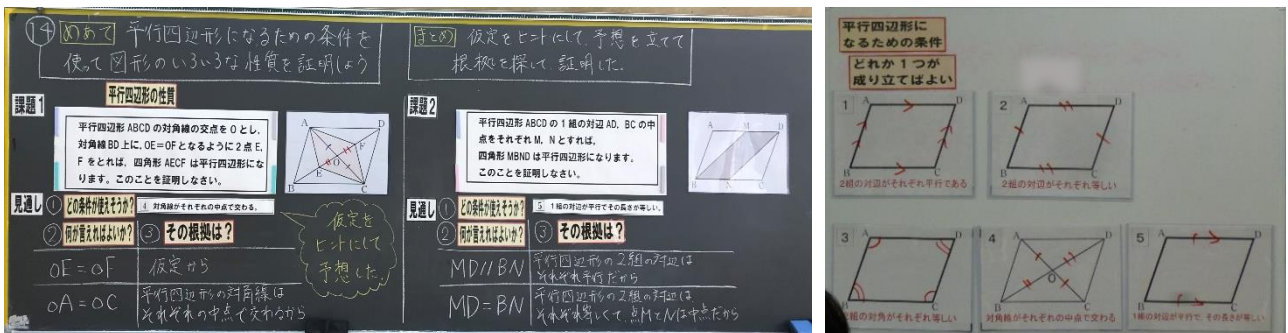 ⑭ めあて 平行四辺形になるための条件を
使って図形のいろいろな性質を証明しよう
まとめ 仮定をヒントにして、予想を立てて
根拠を探して、証明した.
平行四辺形の性質
課題1
平行四辺形ABCDの対角線の交点をOとし、
対角線BD上に、OE=OFとなるように2点E,
Fをとれば、四角形AECFは平行四辺形にな
ります。このことを証明しなさい。
A D
F
O
E
B C
見通し ① どの条件が使えそうか? 4 対角線がそれぞれの中点で交わる。
② 何が言えればよいか? ③ その根拠は?
OE=OF 仮定から
OA=OC 平行四辺形の対角線は
それぞれの中点で交わるから
仮定を
ヒントにして
予想した.
課題2
平行四辺形ABCDの1組の対辺AD, BCの中
点をそれぞれM, Nとすれば、
四角形MBNDは平行四辺形になります。
このことを証明しなさい。
A M D
B N C
見通し ① どの条件が使えそうか? 5 1組の対辺が平行でその長さが等しい。
② 何が言えればよいか? ③ その根拠は?
MD//BN 平行四辺形の2組の対辺は
それぞれ平行だから
MD=BN 平行四辺形の2組の対辺は
それぞれ等しくて、点MとNは中点だから
平行四辺形に
なるための条件
どれか1つが
成り立てばよい
1 A D
B C
2組の対辺がそれぞれ平行である
2 A D
B C
2組の対辺がそれぞれ等しい
3 A D
B C
2組の対角がそれぞれ等しい
4 A D
O
B C
対角線がそれぞれの中点で交わる
5 A D
B C
1組の対辺が平行で、その長さが等しい